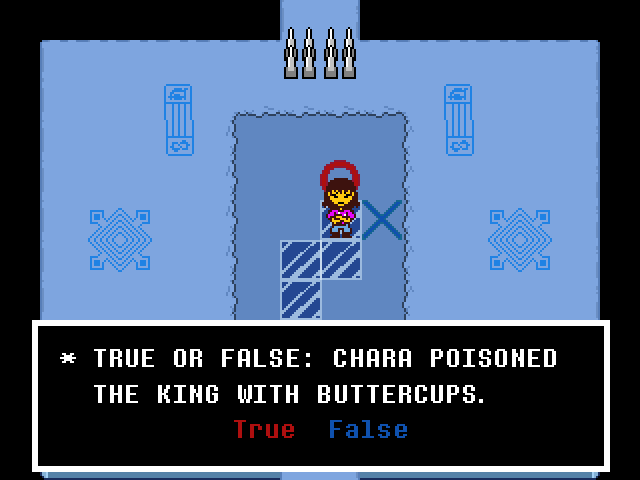 * TRUE OR FALSE: CHARA POISONED
THE KING WITH BUTTERCUPS.
True False